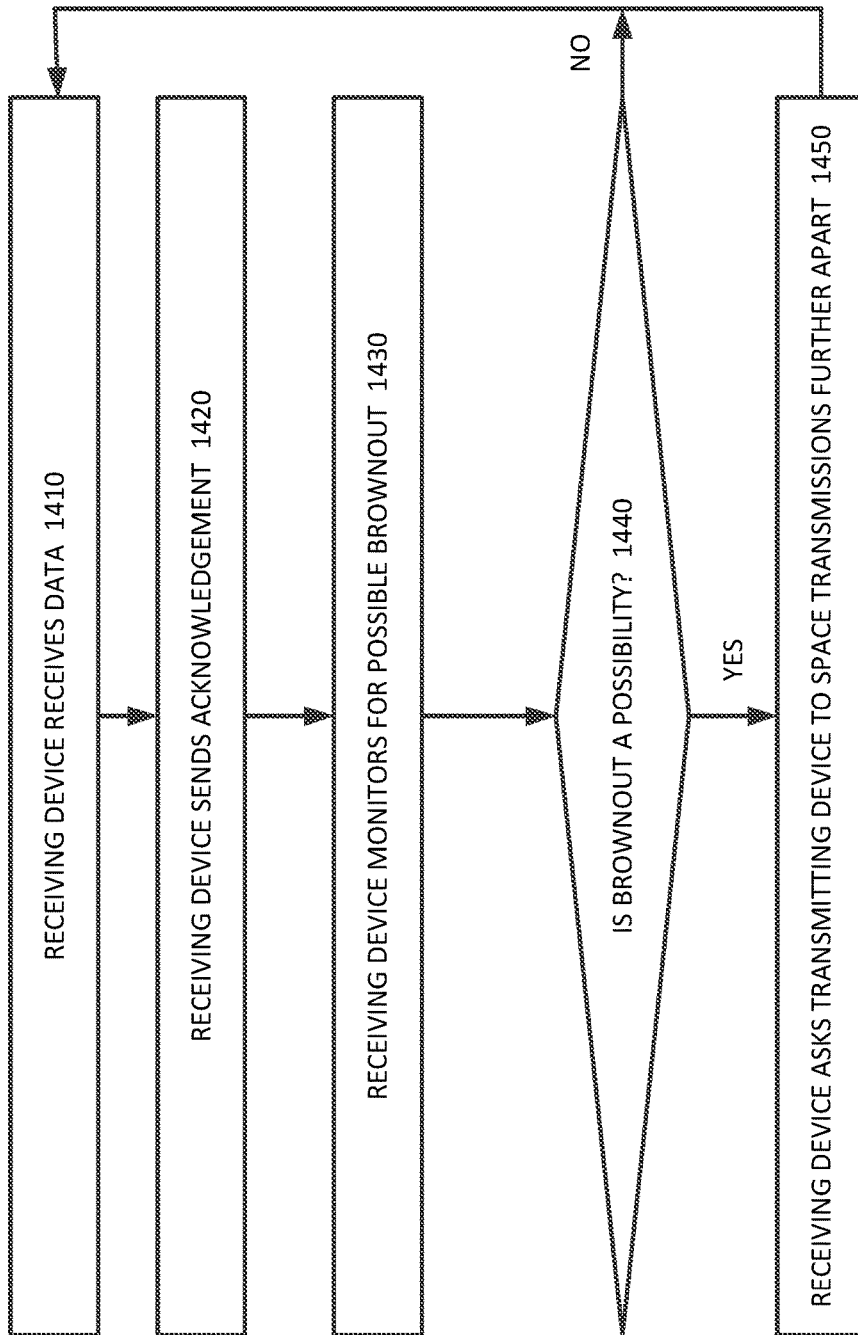 RECEIVING DEVICE RECEIVES DATA 1410
RECEIVING DEVICE SENDS ACKNOWLEDGEMENT 1420
RECEIVING DEVICE MONITORS FOR POSSIBLE BROWNOUT 1430
IS BROWNOUT A POSSIBILITY? 1440
NO
YES
RECEIVING DEVICE ASKS TRANSMITTING DEVICE TO SPACE TRANSMISSIONS FURTHER APART 1450